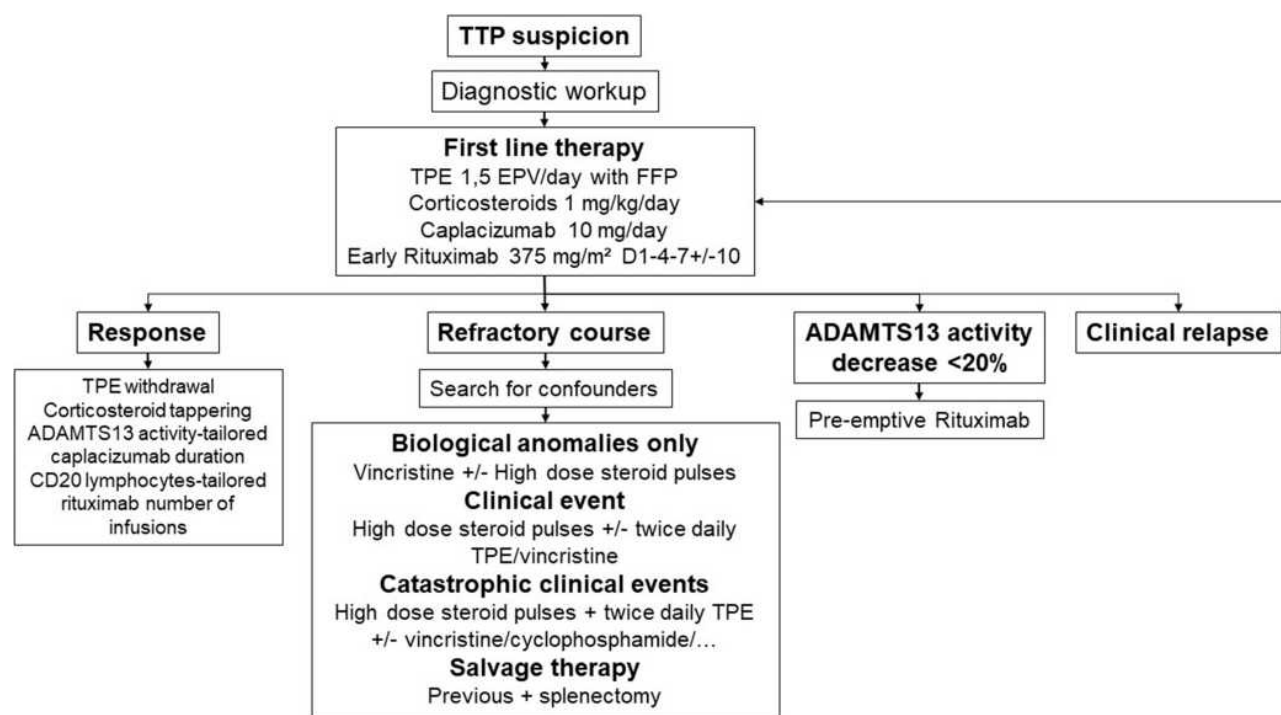 TTP suspicion
Diagnostic workup
First line therapy
TPE 1,5 EPV/day with FFP
Corticosteroids 1 mg/kg/day
Caplacizumab 10 mg/day
Early Rituximab 375 mg/m² D1-4-7+/-10
Response
TPE withdrawal
Corticosteroid tappering
ADAMTS13 activity-tailored
caplacizumab duration
CD20 lymphocytes-tailored
rituximab number of
infusions
Refractory course
Search for confounders
Biological anomalies only
Vincristine +/- High dose steroid pulses
Clinical event
High dose steroid pulses +/- twice daily
TPE/vincristine
Catastrophic clinical events
High dose steroid pulses + twice daily TPE
+/- vincristine/cyclophosphamide/…
Salvage therapy
Previous + splenectomy
ADAMTS13 activity
decrease <20%
Pre-emptive Rituximab
Clinical relapse